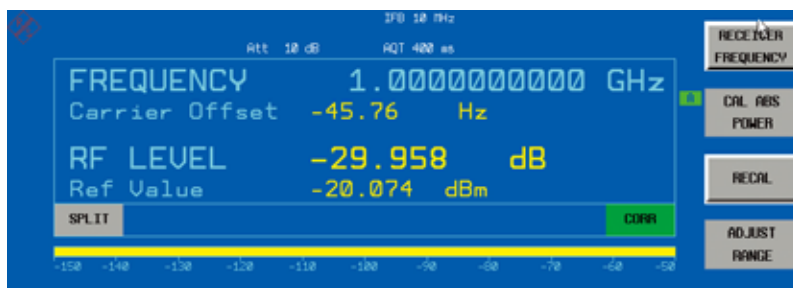 IFB 10 MHz
Att 10 dB AQT 400 ms
FREQUENCY 1.0000000000 GHz
Carrier Offset -45.76 Hz
RF LEVEL -29.958 dB
Ref Value -20.074 dBm
SPLIT CORR
-150 -140 -130 -120 -110 -100 -90 -80 -70 -60 -50
RECEIVER
FREQUENCY
A
CAL ABS
POWER
RECAL
ADJUST
RANGE